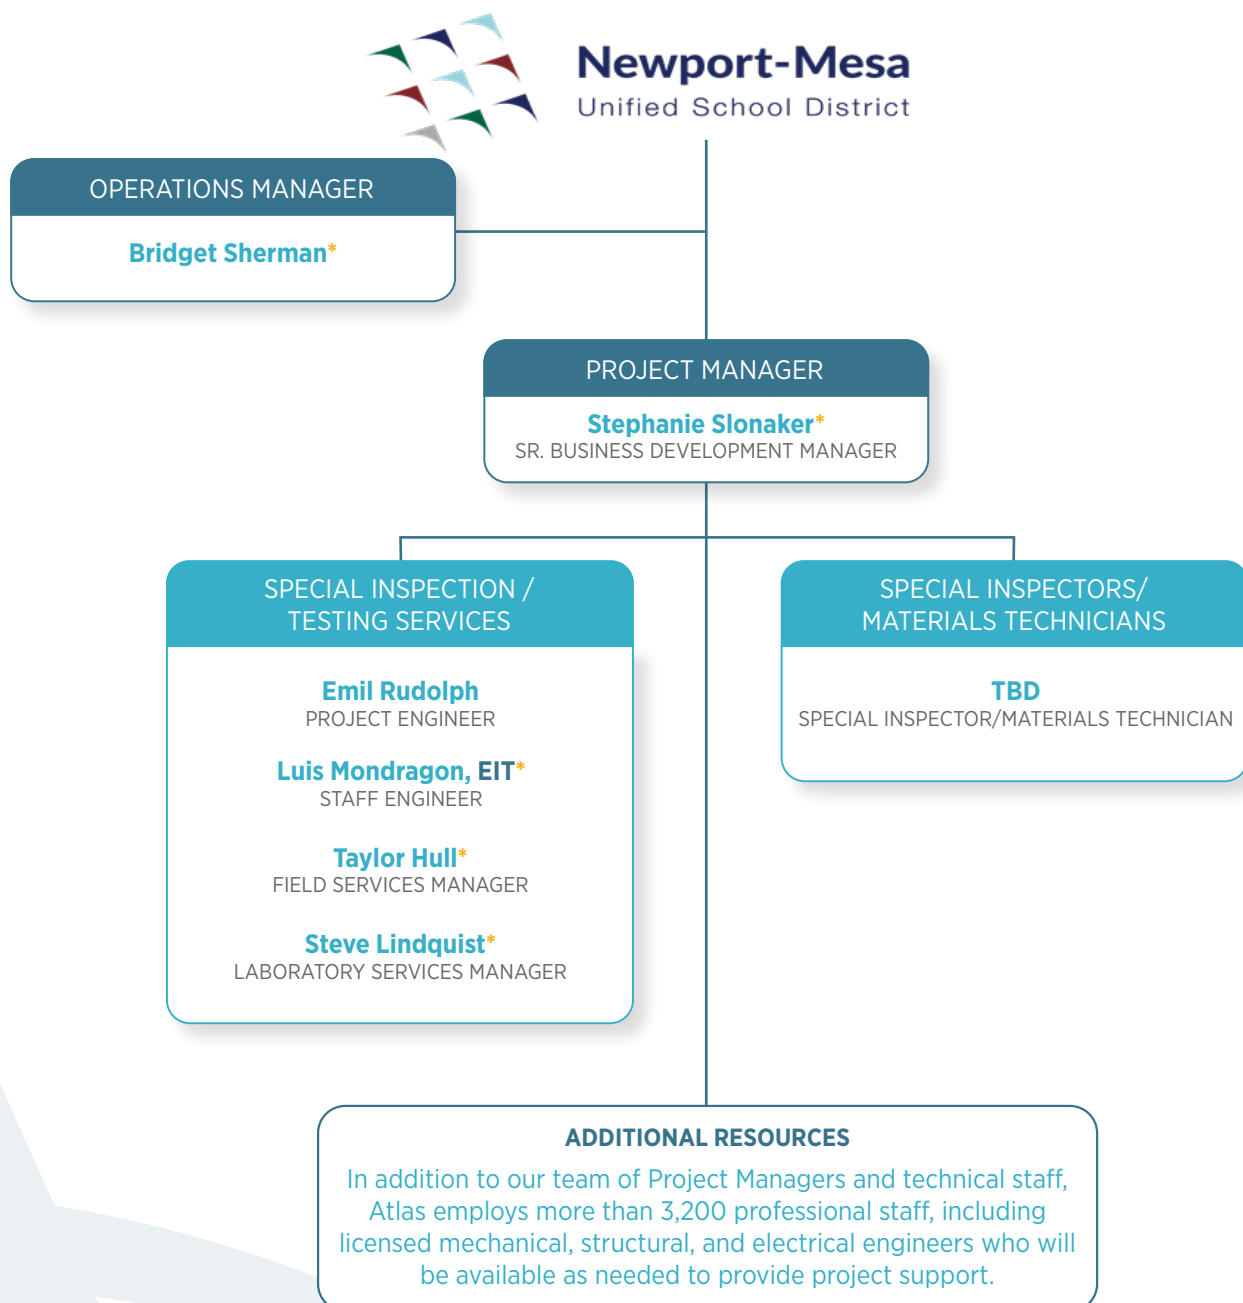 Newport-Mesa
Unified School District
OPERATIONS MANAGER
Bridget Sherman*
PROJECT MANAGER
Stephanie Slonaker*
SR. BUSINESS DEVELOPMENT MANAGER
SPECIAL INSPECTION /
TESTING SERVICES
Emil Rudolph
PROJECT ENGINEER
Luis Mondragon, EIT*
STAFF ENGINEER
Taylor Hull*
FIELD SERVICES MANAGER
Steve Lindquist*
LABORATORY SERVICES MANAGER
SPECIAL INSPECTORS/
MATERIALS TECHNICIANS
TBD
SPECIAL INSPECTOR/MATERIALS TECHNICIAN
ADDITIONAL RESOURCES
In addition to our team of Project Managers and technical staff,
Atlas employs more than 3,200 professional staff, including
licensed mechanical, structural, and electrical engineers who will
be available as needed to provide project support.